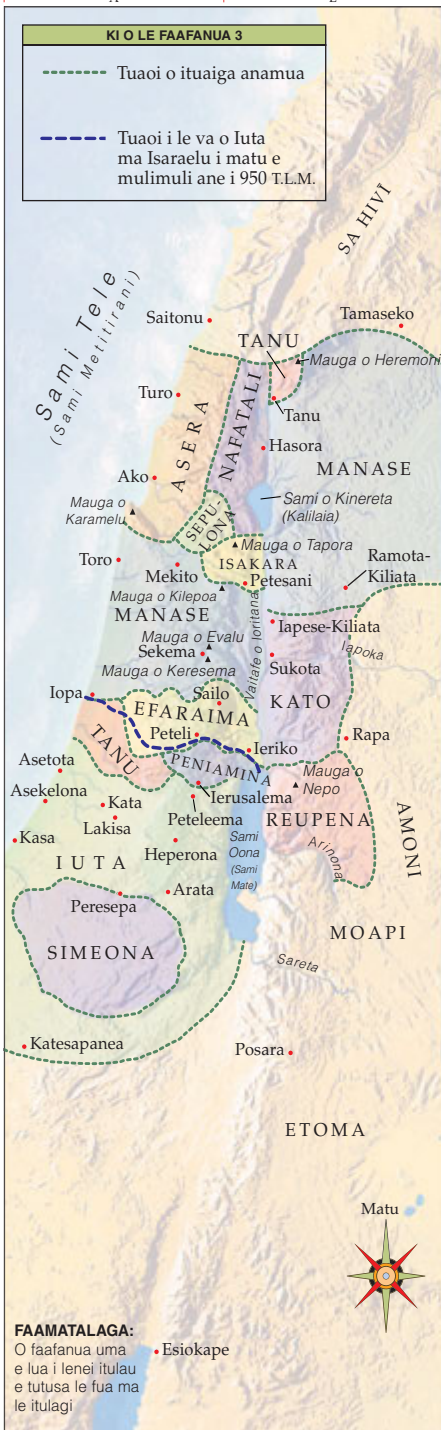 KI O LE FAAFANUA 3
Tuaoi o ituaiga anamua
Tuaoi i le va o Iuta
ma Isaraelu i matu e
mulimuli ane i 950 T.L.M.
SA HIVĪ
Sami Tele
(Sami Metitirani)
Saitonu
Tamaseko
TANU
Mauga o Heremoni
Turo
Tanu
ASERA
NAFATALI
Hasora
MANASE
Ako
Sami o Kinereta
(Kalilaia)
Mauga o
Karamelu
SEPU-
LONA
Mauga o Tapora
Toro
ISAKARA
Ramota-
Kiliata
Mekito
Petesani
Mauga o Kilepoa
MANASE
Vaitafe o Ioritana
Iapese-Kiliata
Mauga o Evalu
Iapoka
Sekema
Sukota
Mauga o Keresema
KATO
Iopa
Sailo
EFARAIMA
Peteli
Rapa
TANU
Ieriko
PENIAMINA
Asetota
Mauga o
Nepo
Ierusalema
Asekelona
Kata
Peteleema
REUPENA
AMONI
Lakisa
Kasa
Heperona
Sami
Oona
(Sami
Mate)
Arinona
IUTA
Arata
Peresepa
MOAPI
SIMEONA
Sareta
Katesapanea
Posara
ETOMA
Matu
FAAMATALAGA:
O faafanua uma
e lua i lenei itulau
e tutusa le fua ma
le itulagi
Esiokape